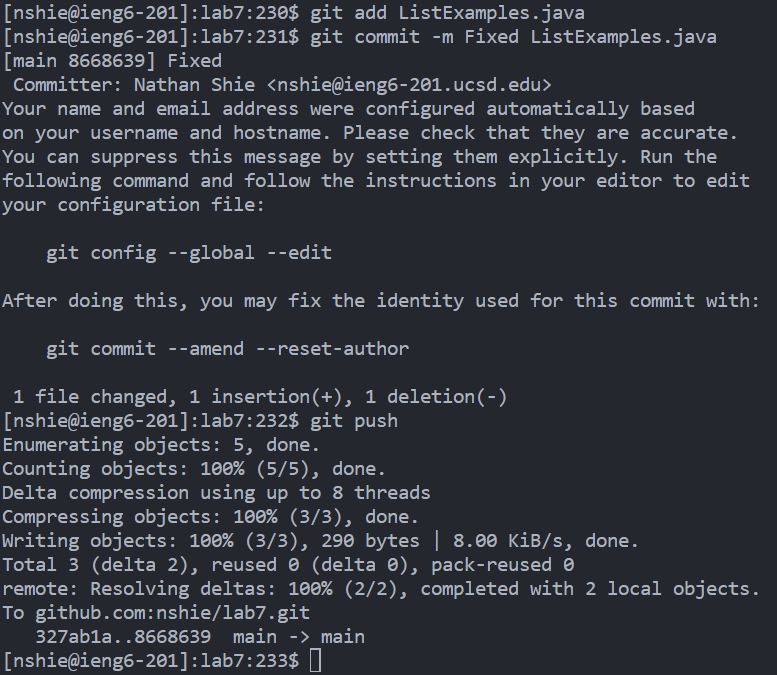 [nshie@ieng6-201]:lab7:230$ git add ListExamples.java
[nshie@ieng6-201]:lab7:231$ git commit -m Fixed ListExamples.java
[main 8668639] Fixed
 Committer: Nathan Shie <nshie@ieng6-201.ucsd.edu>
Your name and email address were configured automatically based
on your username and hostname. Please check that they are accurate.
You can suppress this message by setting them explicitly. Run the
following command and follow the instructions in your editor to edit
your configuration file:

    git config --global --edit

After doing this, you may fix the identity used for this commit with:

    git commit --amend --reset-author

 1 file changed, 1 insertion(+), 1 deletion(-)
[nshie@ieng6-201]:lab7:232$ git push
Enumerating objects: 5, done.
Counting objects: 100% (5/5), done.
Delta compression using up to 8 threads
Compressing objects: 100% (3/3), done.
Writing objects: 100% (3/3), 290 bytes | 8.00 KiB/s, done.
Total 3 (delta 2), reused 0 (delta 0), pack-reused 0
remote: Resolving deltas: 100% (2/2), completed with 2 local objects.
To github.com:nshie/lab7.git
   327ab1a..8668639  main -> main
[nshie@ieng6-201]:lab7:233$